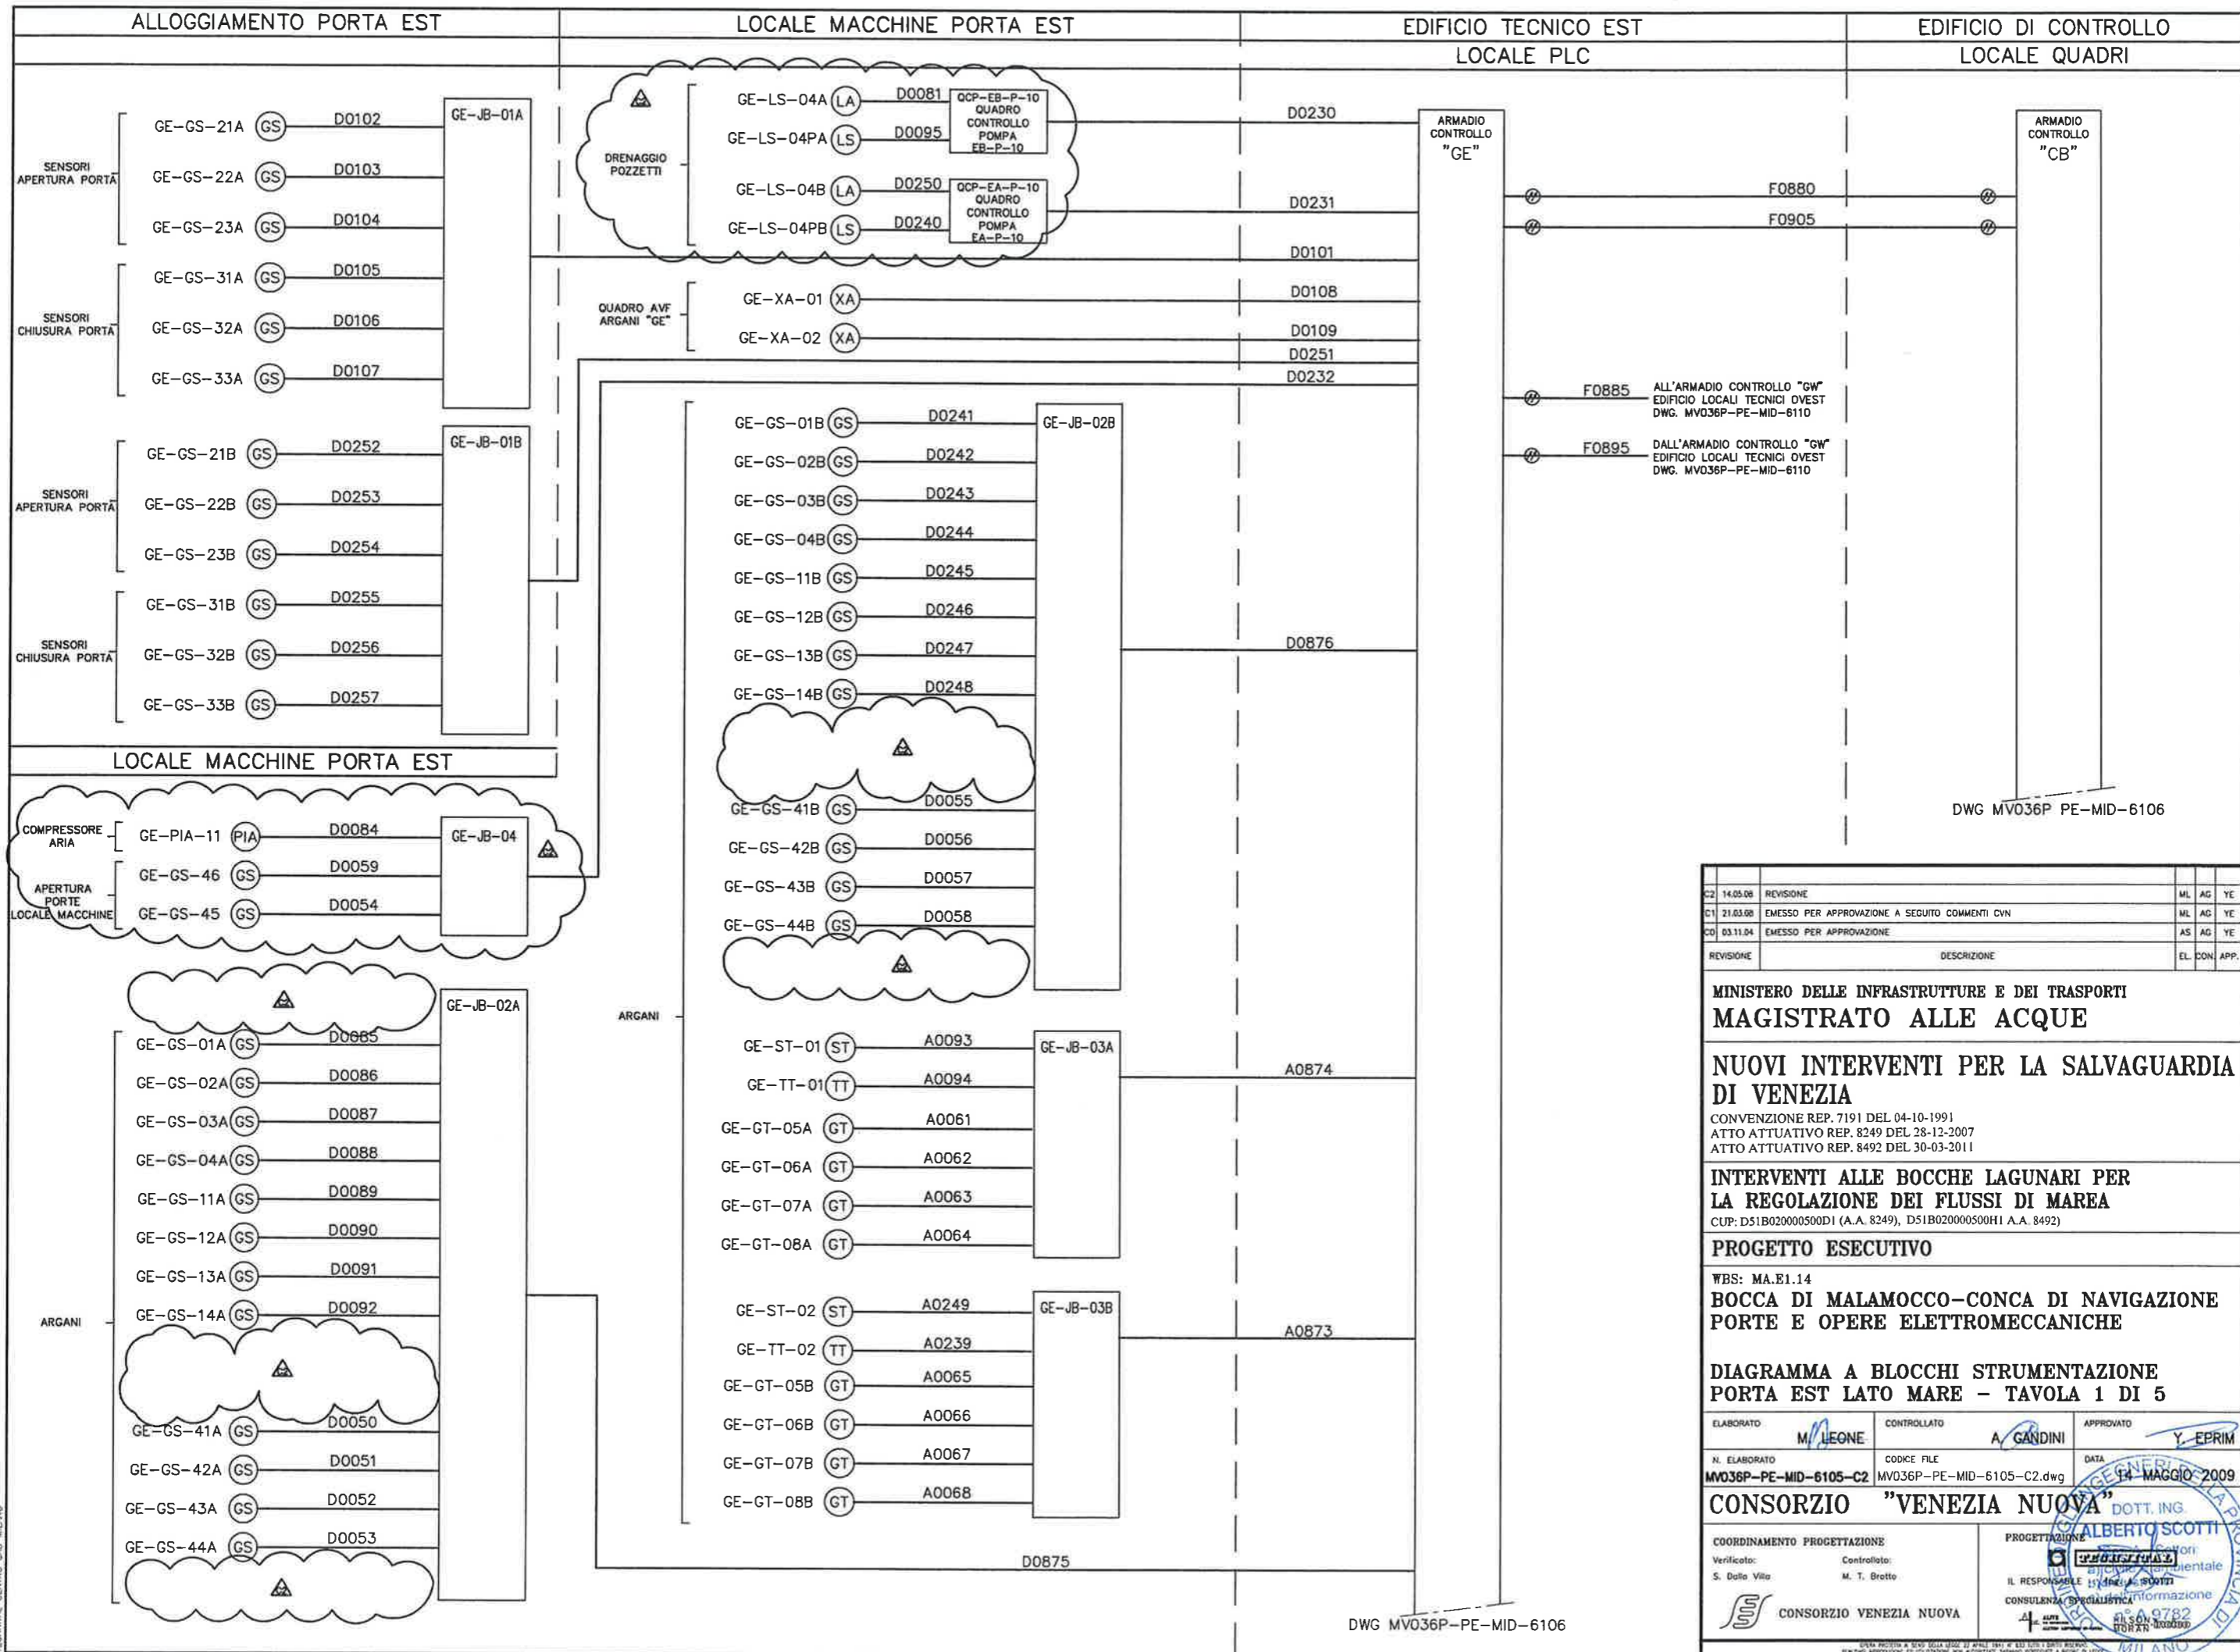 ALLOGGIAMENTO PORTA EST
LOCALE MACCHINE PORTA EST
EDIFICIO TECNICO EST
EDIFICIO DI CONTROLLO
LOCALE PLC
LOCALE QUADRI
SENSORI
APERTURA PORTA
GE-GS-21A GS D0102
GE-GS-22A GS D0103
GE-GS-23A GS D0104
SENSORI
CHIUSURA PORTA
GE-GS-31A GS D0105
GE-GS-32A GS D0106
GE-GS-33A GS D0107
GE-JB-01A
SENSORI
APERTURA PORTA
GE-GS-21B GS D0252
GE-GS-22B GS D0253
GE-GS-23B GS D0254
SENSORI
CHIUSURA PORTA
GE-GS-31B GS D0255
GE-GS-32B GS D0256
GE-GS-33B GS D0257
GE-JB-01B
LOCALE MACCHINE PORTA EST
COMPRESSORE
ARIA
GE-PIA-11 PIA D0084
APERTURA
PORTE
LOCALE MACCHINE
GE-GS-46 GS D0059
GE-GS-45 GS D0054
GE-JB-04
ARGANI
GE-GS-01A GS D0085
GE-GS-02A GS D0086
GE-GS-03A GS D0087
GE-GS-04A GS D0088
GE-GS-11A GS D0089
GE-GS-12A GS D0090
GE-GS-13A GS D0091
GE-GS-14A GS D0092
GE-GS-41A GS D0050
GE-GS-42A GS D0051
GE-GS-43A GS D0052
GE-GS-44A GS D0053
GE-JB-02A
DRENAGGIO
POZZETTI
GE-LS-04A LA D0081
GE-LS-04PA LS D0095
QCP-EB-P-10
QUADRO
CONTROLLO
POMPA
EB-P-10
GE-LS-04B LA D0250
GE-LS-04PB LS D0240
QCP-EA-P-10
QUADRO
CONTROLLO
POMPA
EA-P-10
QUADRO AVF
ARGANI "GE"
GE-XA-01 XA
GE-XA-02 XA
ARGANI
GE-GS-01B GS D0241
GE-GS-02B GS D0242
GE-GS-03B GS D0243
GE-GS-04B GS D0244
GE-GS-11B GS D0245
GE-GS-12B GS D0246
GE-GS-13B GS D0247
GE-GS-14B GS D0248
GE-GS-41B GS D0055
GE-GS-42B GS D0056
GE-GS-43B GS D0057
GE-GS-44B GS D0058
GE-JB-02B
GE-ST-01 ST A0093
GE-TT-01 TT A0094
GE-GT-05A GT A0061
GE-GT-06A GT A0062
GE-GT-07A GT A0063
GE-GT-08A GT A0064
GE-JB-03A
GE-ST-02 ST A0249
GE-TT-02 TT A0239
GE-GT-05B GT A0065
GE-GT-06B GT A0066
GE-GT-07B GT A0067
GE-GT-08B GT A0068
GE-JB-03B
D0230
D0231
D0101
D0108
D0109
D0251
D0232
D0876
A0874
A0873
D0875
ARMADIO
CONTROLLO
"GE"
DWG MV036P-PE-MID-6106
F0880
F0905
F0885
ALL'ARMADIO CONTROLLO "GW"
EDIFICIO LOCALI TECNICI OVEST
DWG. MV036P-PE-MID-6110
F0895
DALL'ARMADIO CONTROLLO "GW"
EDIFICIO LOCALI TECNICI OVEST
DWG. MV036P-PE-MID-6110
ARMADIO
CONTROLLO
"CB"
DWG MV036P PE-MID-6106
C2 14.05.08 REVISIONE ML AG YE
C1 21.03.08 EMESSO PER APPROVAZIONE A SEGUITO COMMENTI CVN ML AG YE
C0 03.11.04 EMESSO PER APPROVAZIONE AS AG YE
REVISIONE DESCRIZIONE EL. CON. APP.
MINISTERO DELLE INFRASTRUTTURE E DEI TRASPORTI
MAGISTRATO ALLE ACQUE
NUOVI INTERVENTI PER LA SALVAGUARDIA
DI VENEZIA
CONVENZIONE REP. 7191 DEL 04-10-1991
ATTO ATTUATIVO REP. 8249 DEL 28-12-2007
ATTO ATTUATIVO REP. 8492 DEL 30-03-2011
INTERVENTI ALLE BOCCHE LAGUNARI PER
LA REGOLAZIONE DEI FLUSSI DI MAREA
CUP: D51B020000500D1 (A.A. 8249), D51B020000500H1 A.A. 8492)
PROGETTO ESECUTIVO
WBS: MA.E1.14
BOCCA DI MALAMOCCO-CONCA DI NAVIGAZIONE
PORTE E OPERE ELETTROMECCANICHE
DIAGRAMMA A BLOCCHI STRUMENTAZIONE
PORTA EST LATO MARE - TAVOLA 1 DI 5
ELABORATO M. LEONE
CONTROLLATO A. GANDINI
APPROVATO Y. EPRIM
N. ELABORATO
MV036P-PE-MID-6105-C2
CODICE FILE
MV036P-PE-MID-6105-C2.dwg
DATA
14 MAGGIO 2009
CONSORZIO "VENEZIA NUOVA"
COORDINAMENTO PROGETTAZIONE
Verificato:
S. Dalla Villa
Controllato:
M. T. Brotto
CONSORZIO VENEZIA NUOVA
PROGETTAZIONE
TECHNITAL
IL RESPONSABILE
CONSULENZA SPECIALISTICA
DOTT. ING.
ALBERTO SCOTTI
n° A 9782
MILANO